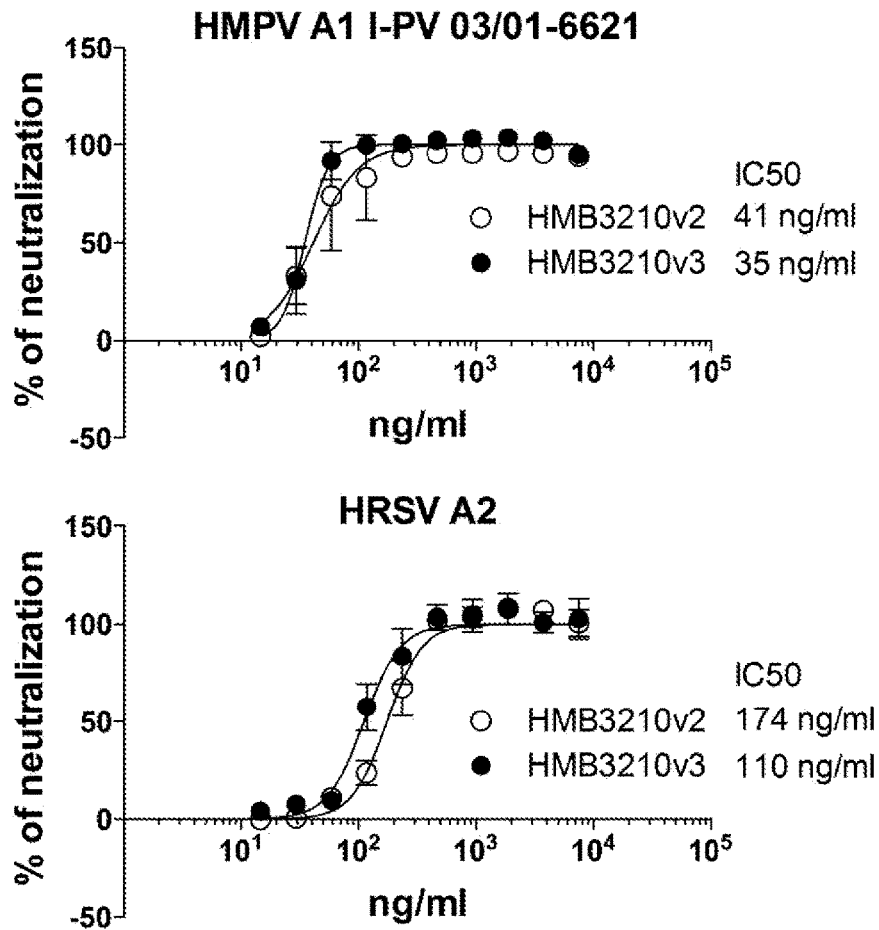 HMPV A1 I-PV 03/01-6621
% of neutralization
150
100
50
0
-50
10¹ 10² 10³ 10⁴ 10⁵
ng/ml
IC50
HMB3210v2 41 ng/ml
HMB3210v3 35 ng/ml
HRSV A2
% of neutralization
150
100
50
0
-50
10¹ 10² 10³ 10⁴ 10⁵
ng/ml
IC50
HMB3210v2 174 ng/ml
HMB3210v3 110 ng/ml